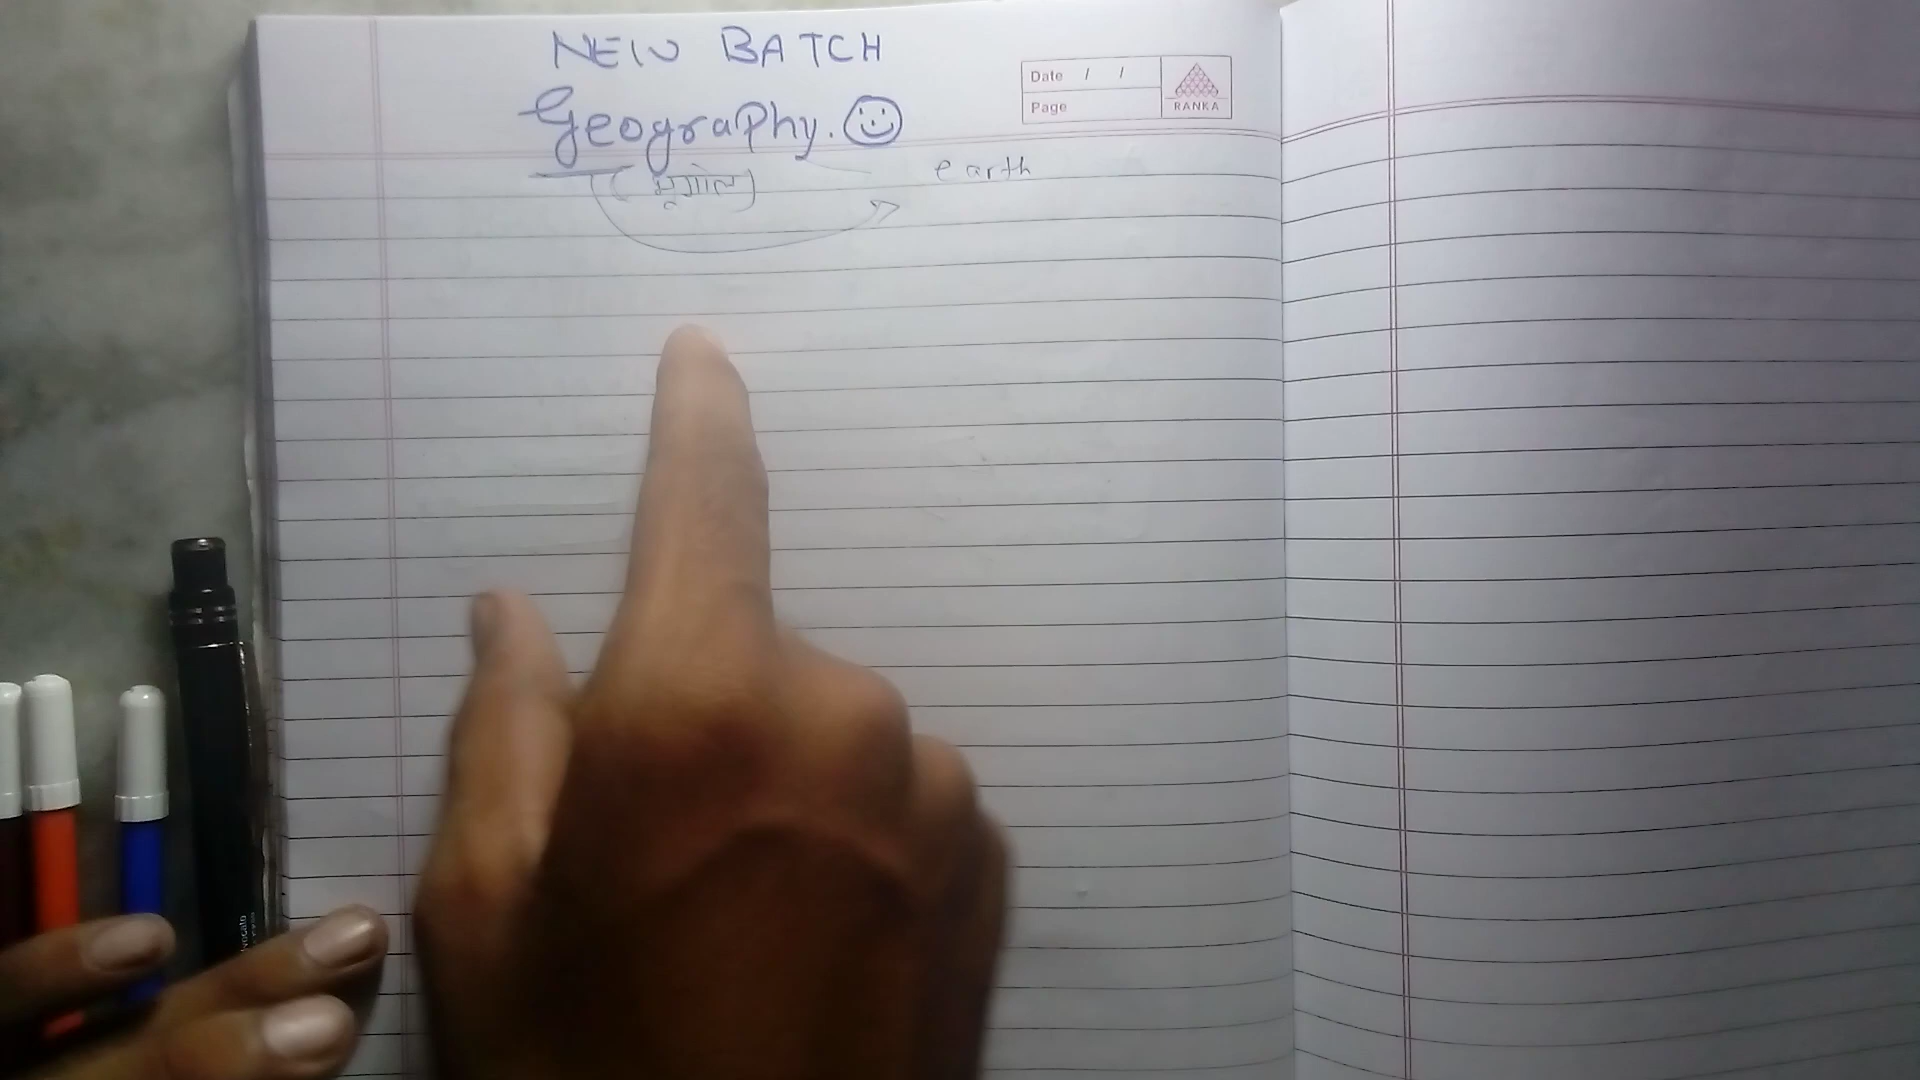 NEW BATCH
Geography.
(भूगोल)
earth
Date / /
Page
RANKA